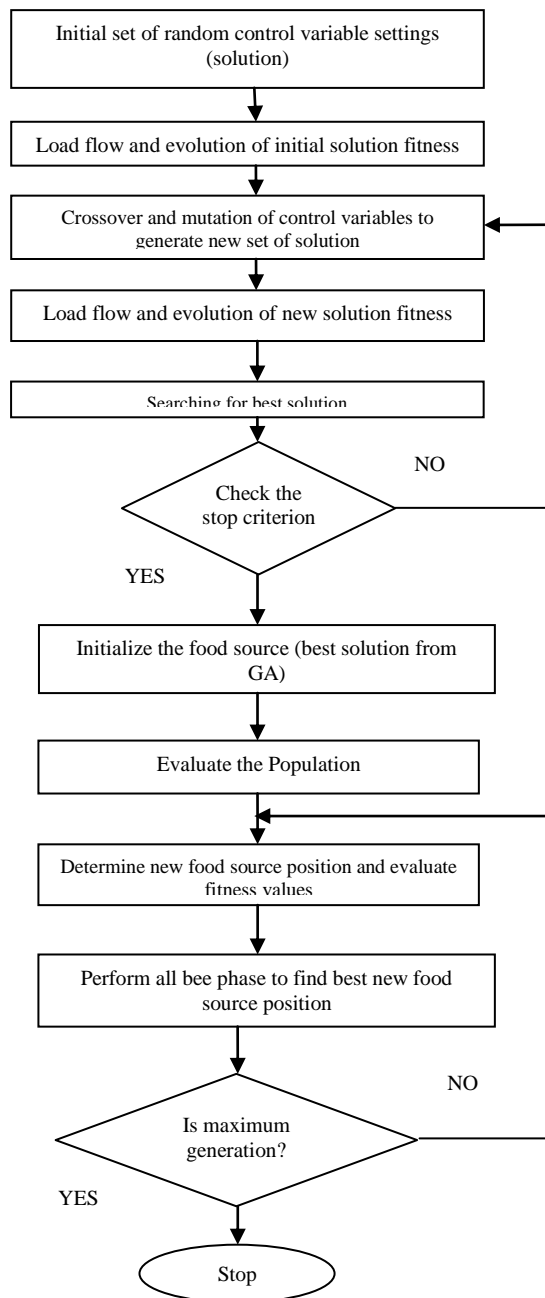 Initial set of random control variable settings
(solution)
Load flow and evolution of initial solution fitness
Crossover and mutation of control variables to
generate new set of solution
Load flow and evolution of new solution fitness
Searching for best solution
NO
Check the
stop criterion
YES
Initialize the food source (best solution from
GA)
Evaluate the Population
Determine new food source position and evaluate
fitness values
Perform all bee phase to find best new food
source position
NO
Is maximum
generation?
YES
Stop